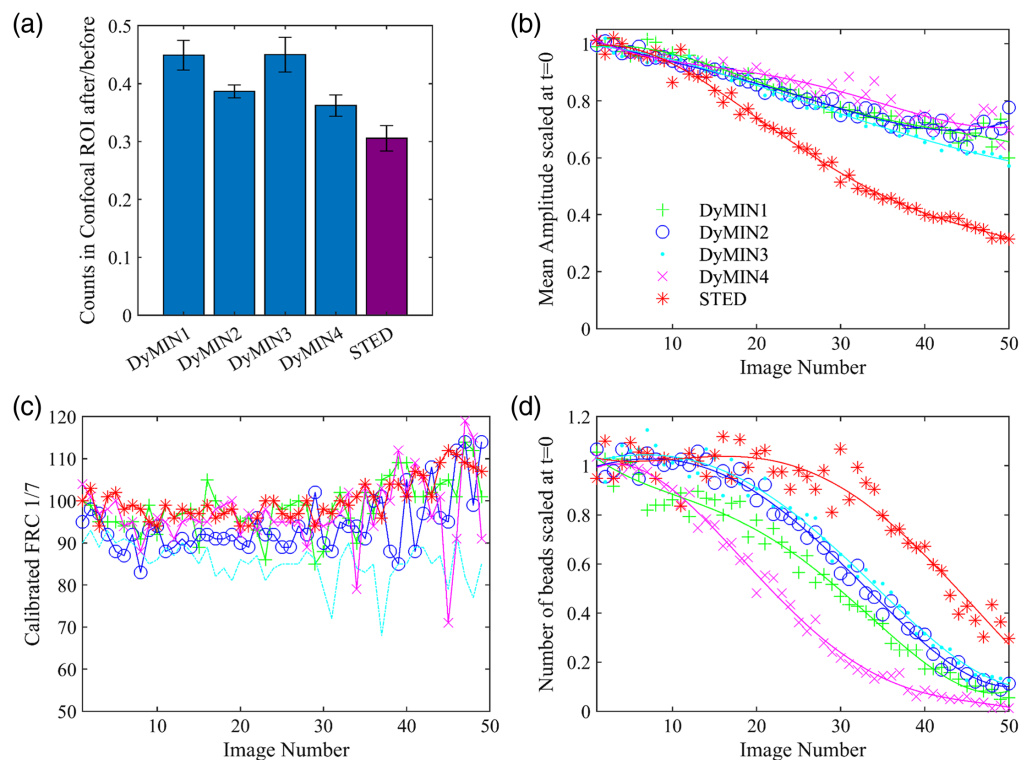 (a)
Counts in Confocal ROI after/before
0.5
0.4
0.3
0.2
0.1
0
DyMIN1
DyMIN2
DyMIN3
DyMIN4
STED
(b)
Mean Amplitude scaled at t=0
1
0.8
0.6
0.4
0.2
0
DyMIN1
DyMIN2
DyMIN3
DyMIN4
STED
10 20 30 40 50
Image Number
(c)
Calibrated FRC 1/7
120
110
100
90
80
70
60
50
10 20 30 40 50
Image Number
(d)
Number of beads scaled at t=0
1.2
1
0.8
0.6
0.4
0.2
0
10 20 30 40 50
Image Number